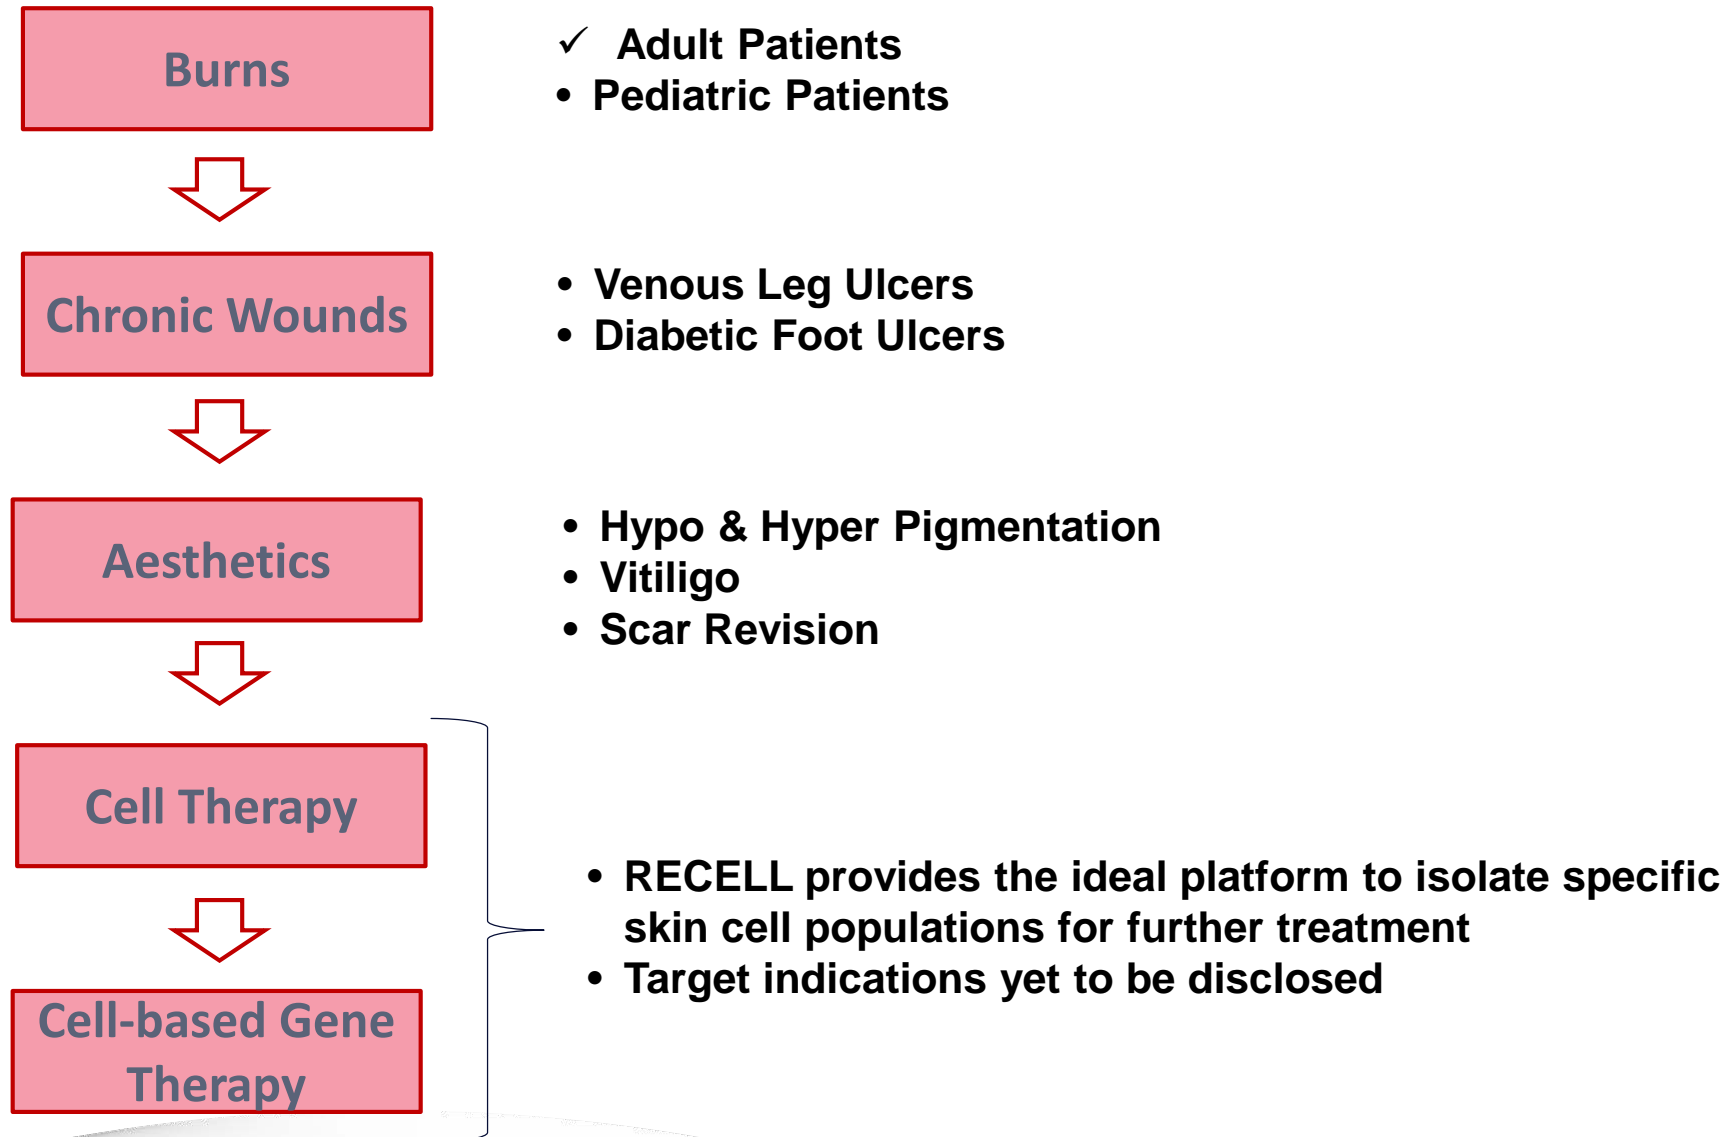 Burns
✓ Adult Patients
• Pediatric Patients
Chronic Wounds
• Venous Leg Ulcers
• Diabetic Foot Ulcers
Aesthetics
• Hypo & Hyper Pigmentation
• Vitiligo
• Scar Revision
Cell Therapy
• RECELL provides the ideal platform to isolate specific
skin cell populations for further treatment
• Target indications yet to be disclosed
Cell-based Gene
Therapy